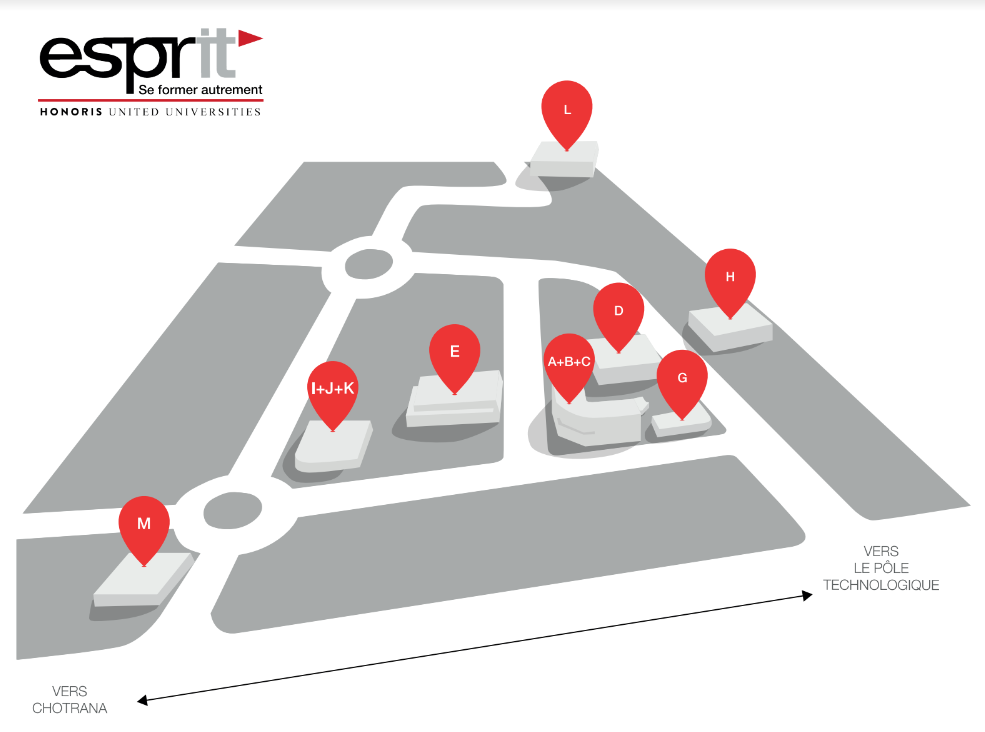 esprit
Se former autrement
HONORIS UNITED UNIVERSITIES
L
H
D
E
A+B+C
G
I+J+K
M
VERS
LE PÔLE
TECHNOLOGIQUE
VERS
CHOTRANA